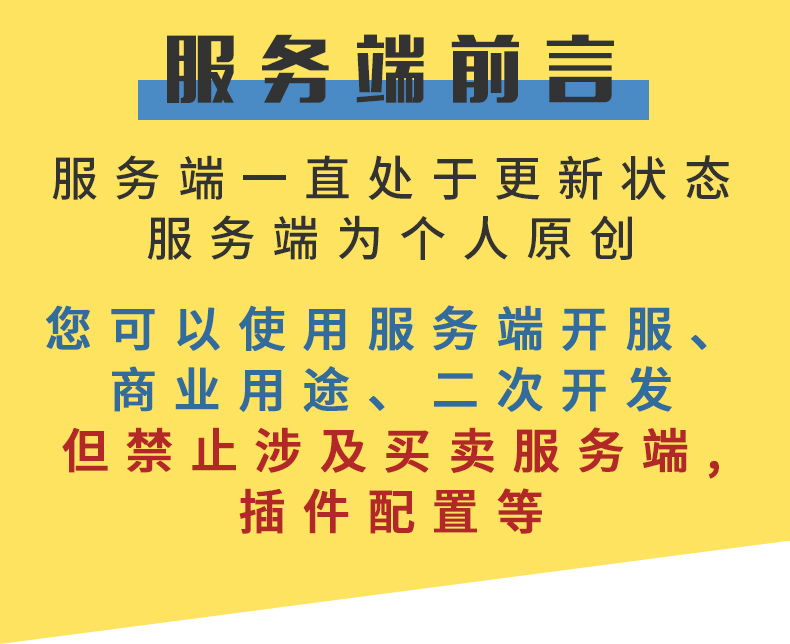 服务端前言
服务端一直处于更新状态
服务端为个人原创
您可以使用服务端开服、
商业用途、二次开发
但禁止涉及买卖服务端,
插件配置等